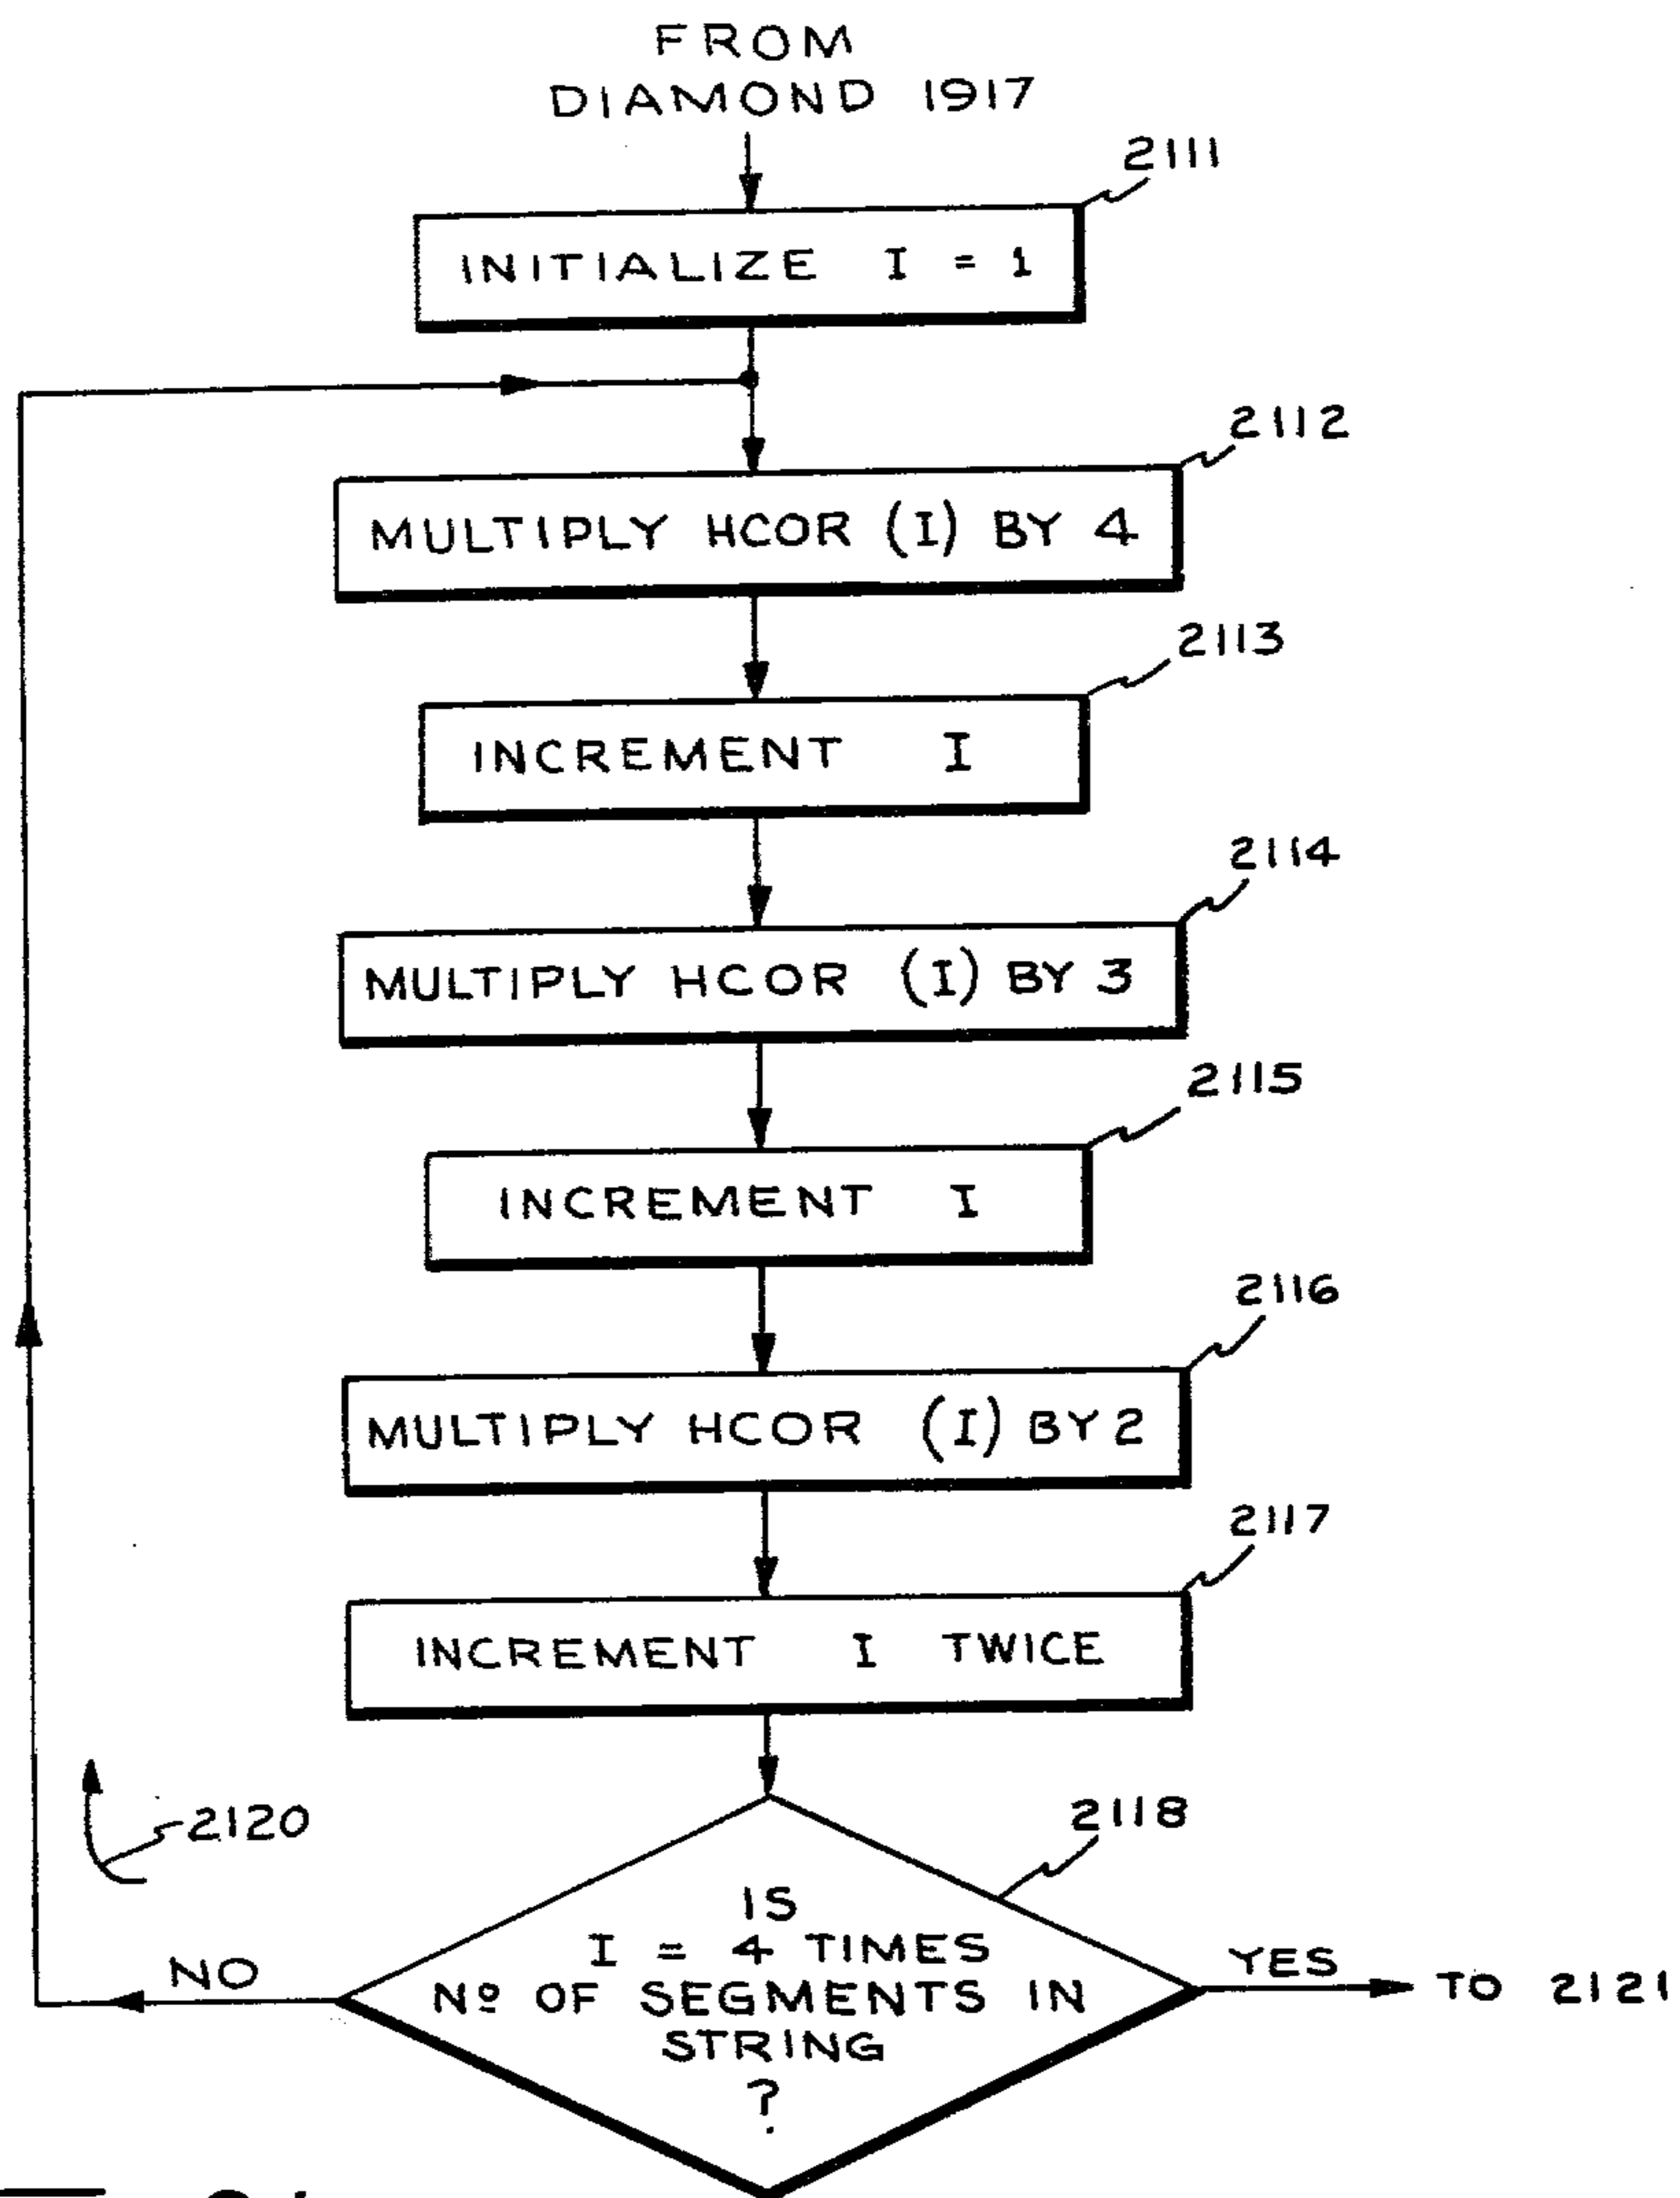 FROM
DIAMOND 1917
2111
INITIALIZE I = 1
2112
MULTIPLY HCOR (I) BY 4
2113
INCREMENT I
2114
MULTIPLY HCOR (I) BY 3
2115
INCREMENT I
2116
MULTIPLY HCOR (I) BY 2
2117
INCREMENT I TWICE
2120
2118
IS
I = 4 TIMES
Nº OF SEGMENTS IN
STRING
?
NO
YES
TO 2121